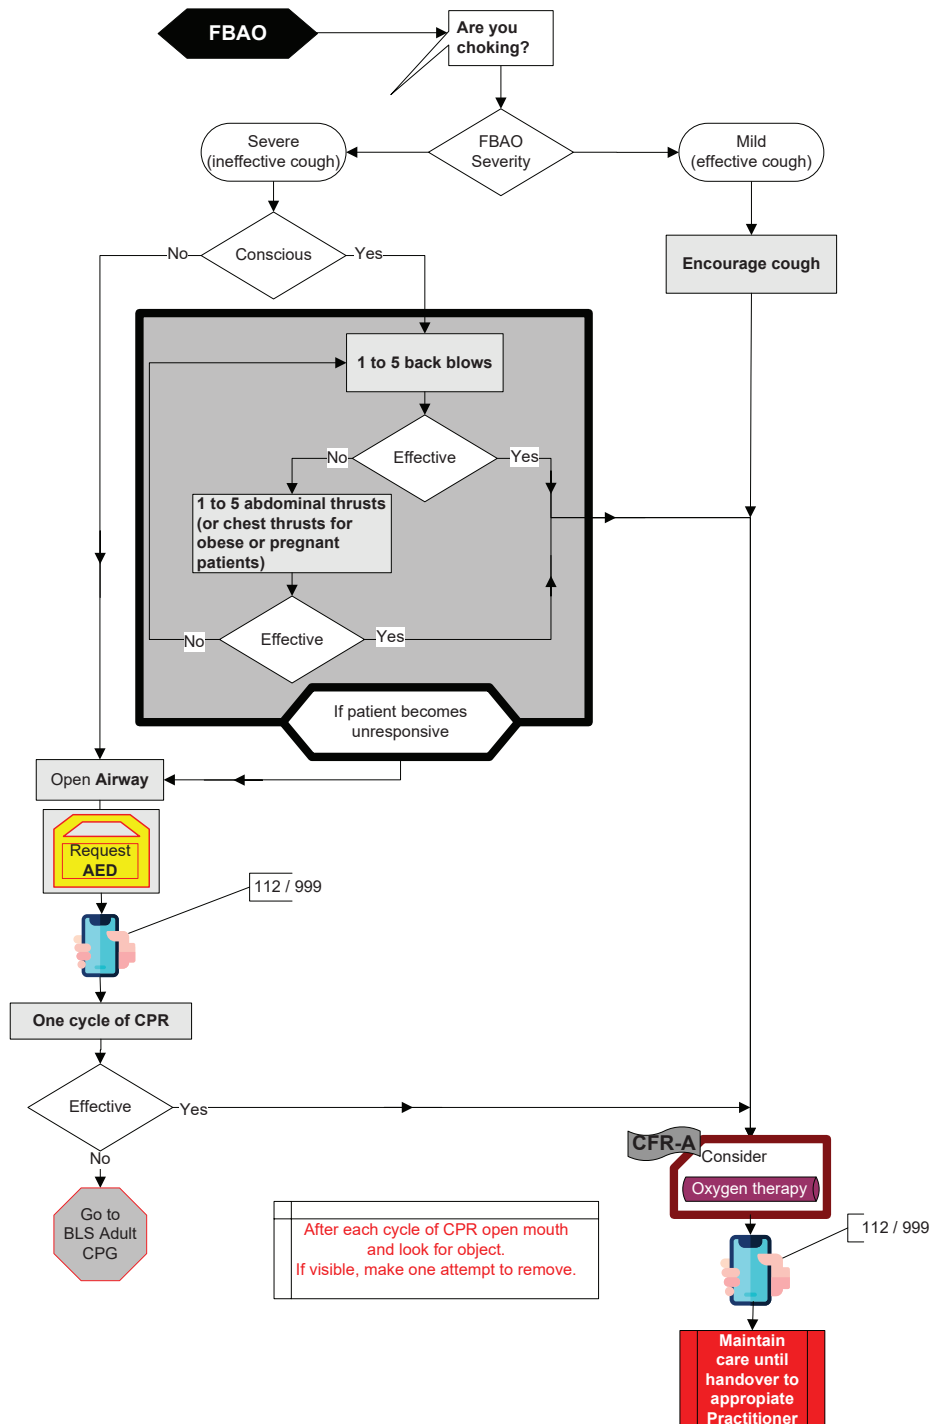 FBAO
Are you
choking?
Severe
(ineffective cough)
FBAO
Severity
Mild
(effective cough)
No
Conscious
Yes
Encourage cough
1 to 5 back blows
No
Effective
Yes
1 to 5 abdominal thrusts
(or chest thrusts for
obese or pregnant
patients)
No
Effective
Yes
If patient becomes
unresponsive
Open Airway
Request
AED
112 / 999
One cycle of CPR
Effective
Yes
No
Go to
BLS Adult
CPG
After each cycle of CPR open mouth
and look for object.
If visible, make one attempt to remove.
CFR-A
Consider
Oxygen therapy
112 / 999
Maintain
care until
handover to
appropiate
Practitioner